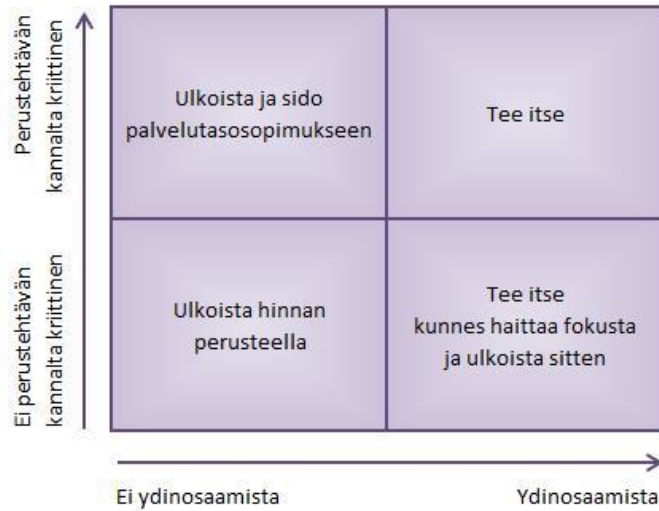 Perustehtävän
kannalta kriittinen
Ulkoista ja sido
palvelutasosopimukseen
Tee itse
Ei perustehtävän
kannalta kriittinen
Ulkoista hinnan
perusteella
Tee itse
kunnes haittaa fokusta
ja ulkoista sitten
Ei ydinosaamista
Ydinosaamista